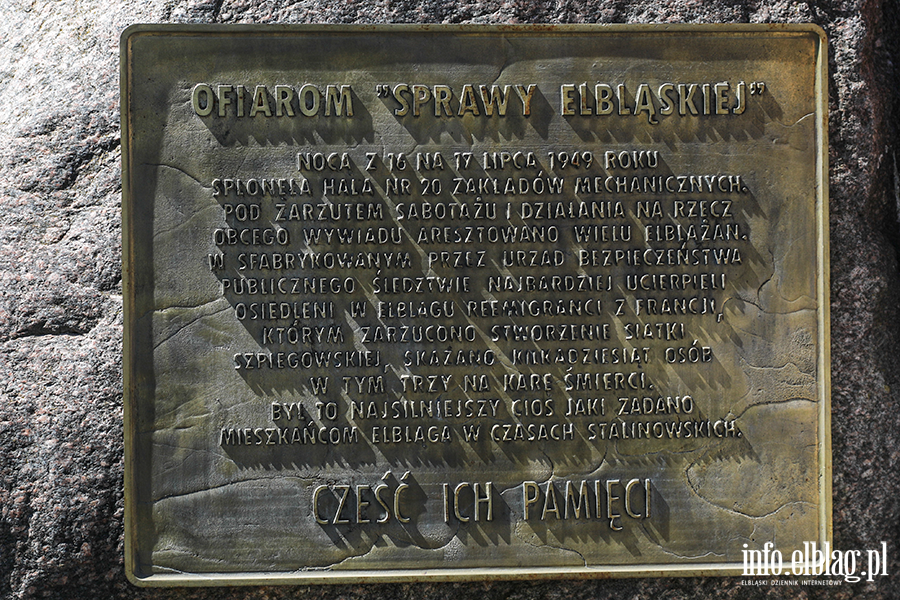 OFIAROM "SPRAWY ELBLĄSKIEJ"
NOCĄ Z 16 NA 17 LIPCA 1949 ROKU
SPŁONĘŁA HALA NR 20 ZAKŁADÓW MECHANICZNYCH.
POD ZARZUTEM SABOTAŻU I DZIAŁANIA NA RZECZ
OBCEGO WYWIADU ARESZTOWANO WIELU ELBLĄŻAN.
W SFABRYKOWANYM PRZEZ URZĄD BEZPIECZEŃSTWA
PUBLICZNEGO ŚLEDZTWIE NAJBARDZIEJ UCIERPIELI
OSIEDLENI W ELBLĄGU REEMIGRANCI Z FRANCJI,
KTÓRYM ZARZUCONO STWORZENIE SIATKI
SZPIEGOWSKIEJ. SKAZANO KILKADZIESIĄT OSÓB
W TYM, TRZY NA KARĘ ŚMIERCI.
BYŁ TO NAJSILNIEJSZY CIOS JAKI ZADANO
MIESZKAŃCOM ELBLĄGA W CZASACH STALINOWSKICH.
CZEŚĆ ICH PAMIĘCI
info.elblag.pl
ELBLĄSKI DZIENNIK INTERNETOWY